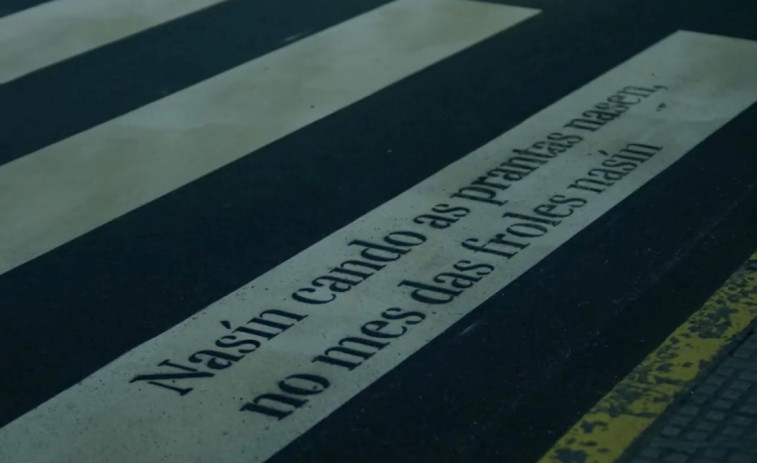 Nasín cando as prantas nasen,
no mes das froles nasín